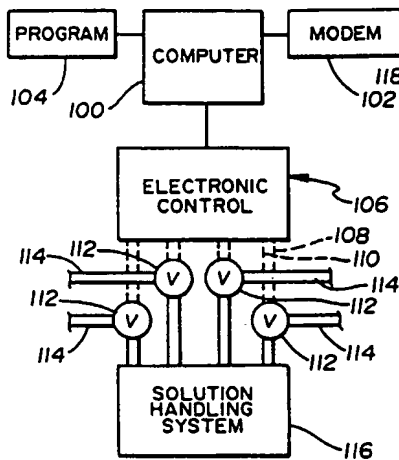 PROGRAM
COMPUTER
MODEM
104
100
102
118
ELECTRONIC
CONTROL
106
108
110
112
114
V
V
112
114
112
V
V
114
112
114
SOLUTION
HANDLING
SYSTEM
116